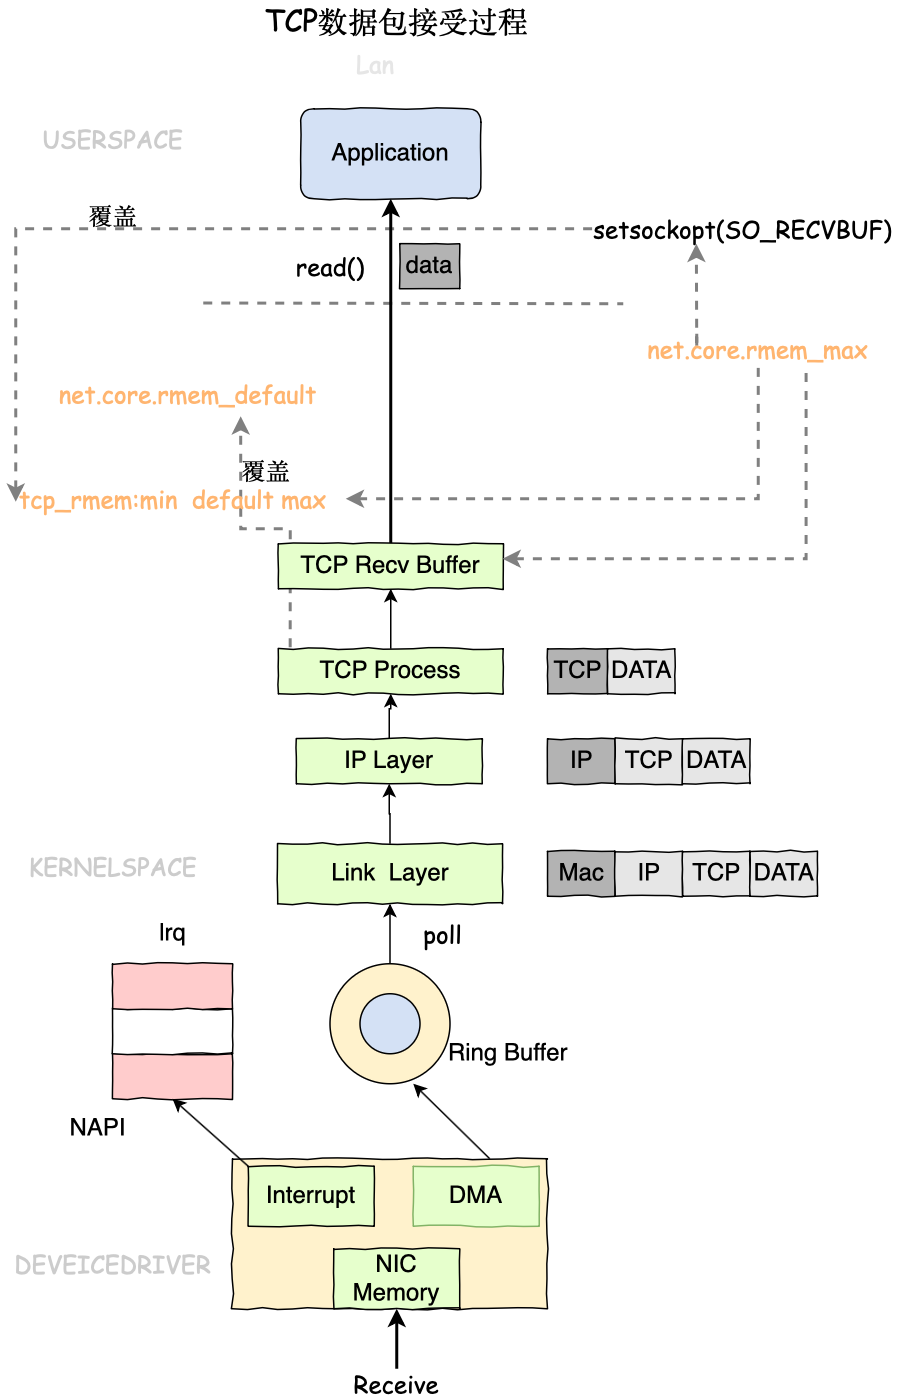 TCP数据包接受过程
Lan
USERSPACE
Application
覆盖
setsockopt(SO_RECVBUF)
read()
data
net.core.rmem_max
net.core.rmem_default
覆盖
tcp_rmem:min default max
TCP Recv Buffer
TCP Process
TCP DATA
IP Layer
IP TCP DATA
KERNELSPACE
Link Layer
Mac IP TCP DATA
Irq
poll
Ring Buffer
NAPI
Interrupt
DMA
DEVEICEDRIVER
NIC
Memory
Receive